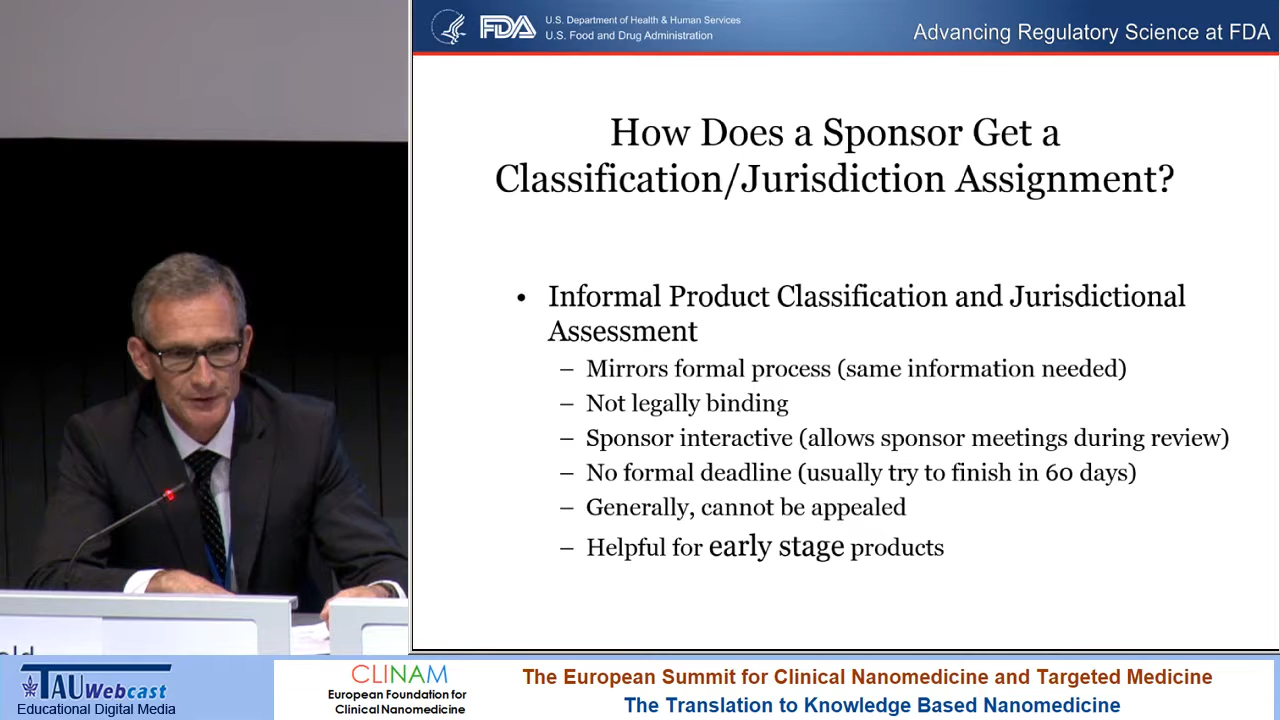 FDA
U.S. Department of Health & Human Services
U.S. Food and Drug Administration
Advancing Regulatory Science at FDA
How Does a Sponsor Get a
Classification/Jurisdiction Assignment?
• Informal Product Classification and Jurisdictional
Assessment
– Mirrors formal process (same information needed)
– Not legally binding
– Sponsor interactive (allows sponsor meetings during review)
– No formal deadline (usually try to finish in 60 days)
– Generally, cannot be appealed
– Helpful for early stage products
TAU Webcast
Educational Digital Media
CLINAM
European Foundation for
Clinical Nanomedicine
The European Summit for Clinical Nanomedicine and Targeted Medicine
The Translation to Knowledge Based Nanomedicine